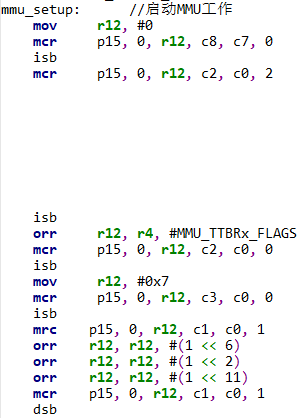 mmu_setup: //启动MMU工作
mov r12, #0
mcr p15, 0, r12, c8, c7, 0
isb
mcr p15, 0, r12, c2, c0, 2
isb
orr r12, r4, #MMU_TTBRx_FLAGS
mcr p15, 0, r12, c2, c0, 0
isb
mov r12, #0x7
mcr p15, 0, r12, c3, c0, 0
isb
mrc p15, 0, r12, c1, c0, 1
orr r12, r12, #(1 << 6)
orr r12, r12, #(1 << 2)
orr r12, r12, #(1 << 11)
mcr p15, 0, r12, c1, c0, 1
dsb